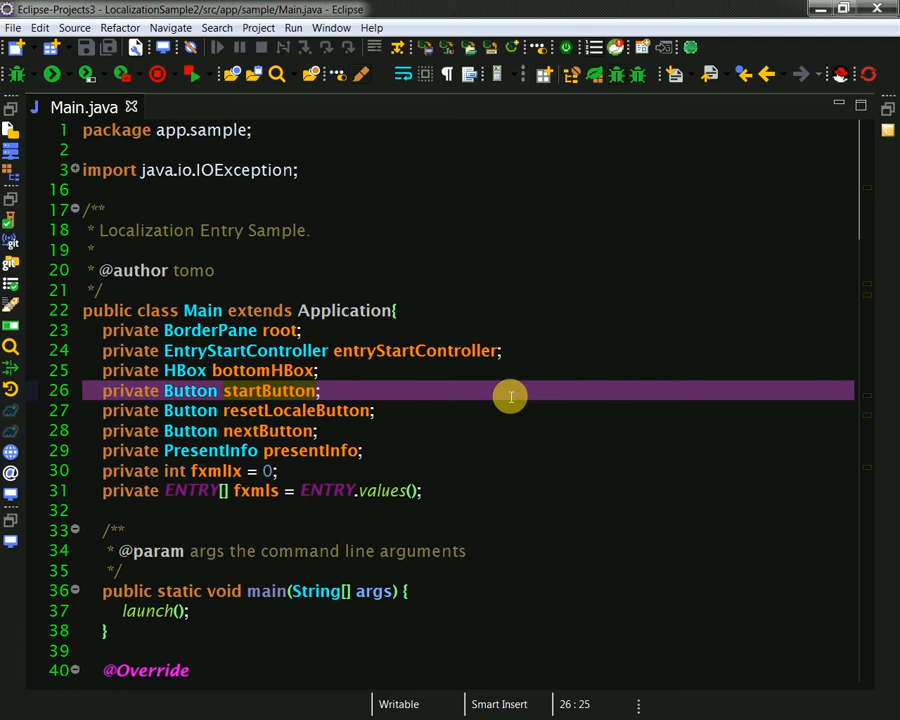 Eclipse-Projects3 - LocalizationSample2/src/app/sample/Main.java - Eclipse
File Edit Source Refactor Navigate Search Project Run Window Help
Main.java
1 package app.sample;
2
3 import java.io.IOException;
16
17 /**
18 * Localization Entry Sample.
19 *
20 * @author tomo
21 */
22 public class Main extends Application{
23 private BorderPane root;
24 private EntryStartController entryStartController;
25 private HBox bottomHBox;
26 private Button startButton;
27 private Button resetLocaleButton;
28 private Button nextButton;
29 private PresentInfo presentInfo;
30 private int fxmlIx = 0;
31 private ENTRY[] fxmls = ENTRY.values();
32
33 /**
34 * @param args the command line arguments
35 */
36 public static void main(String[] args) {
37 launch();
38 }
39
40 @Override
Writable Smart Insert 26 : 25